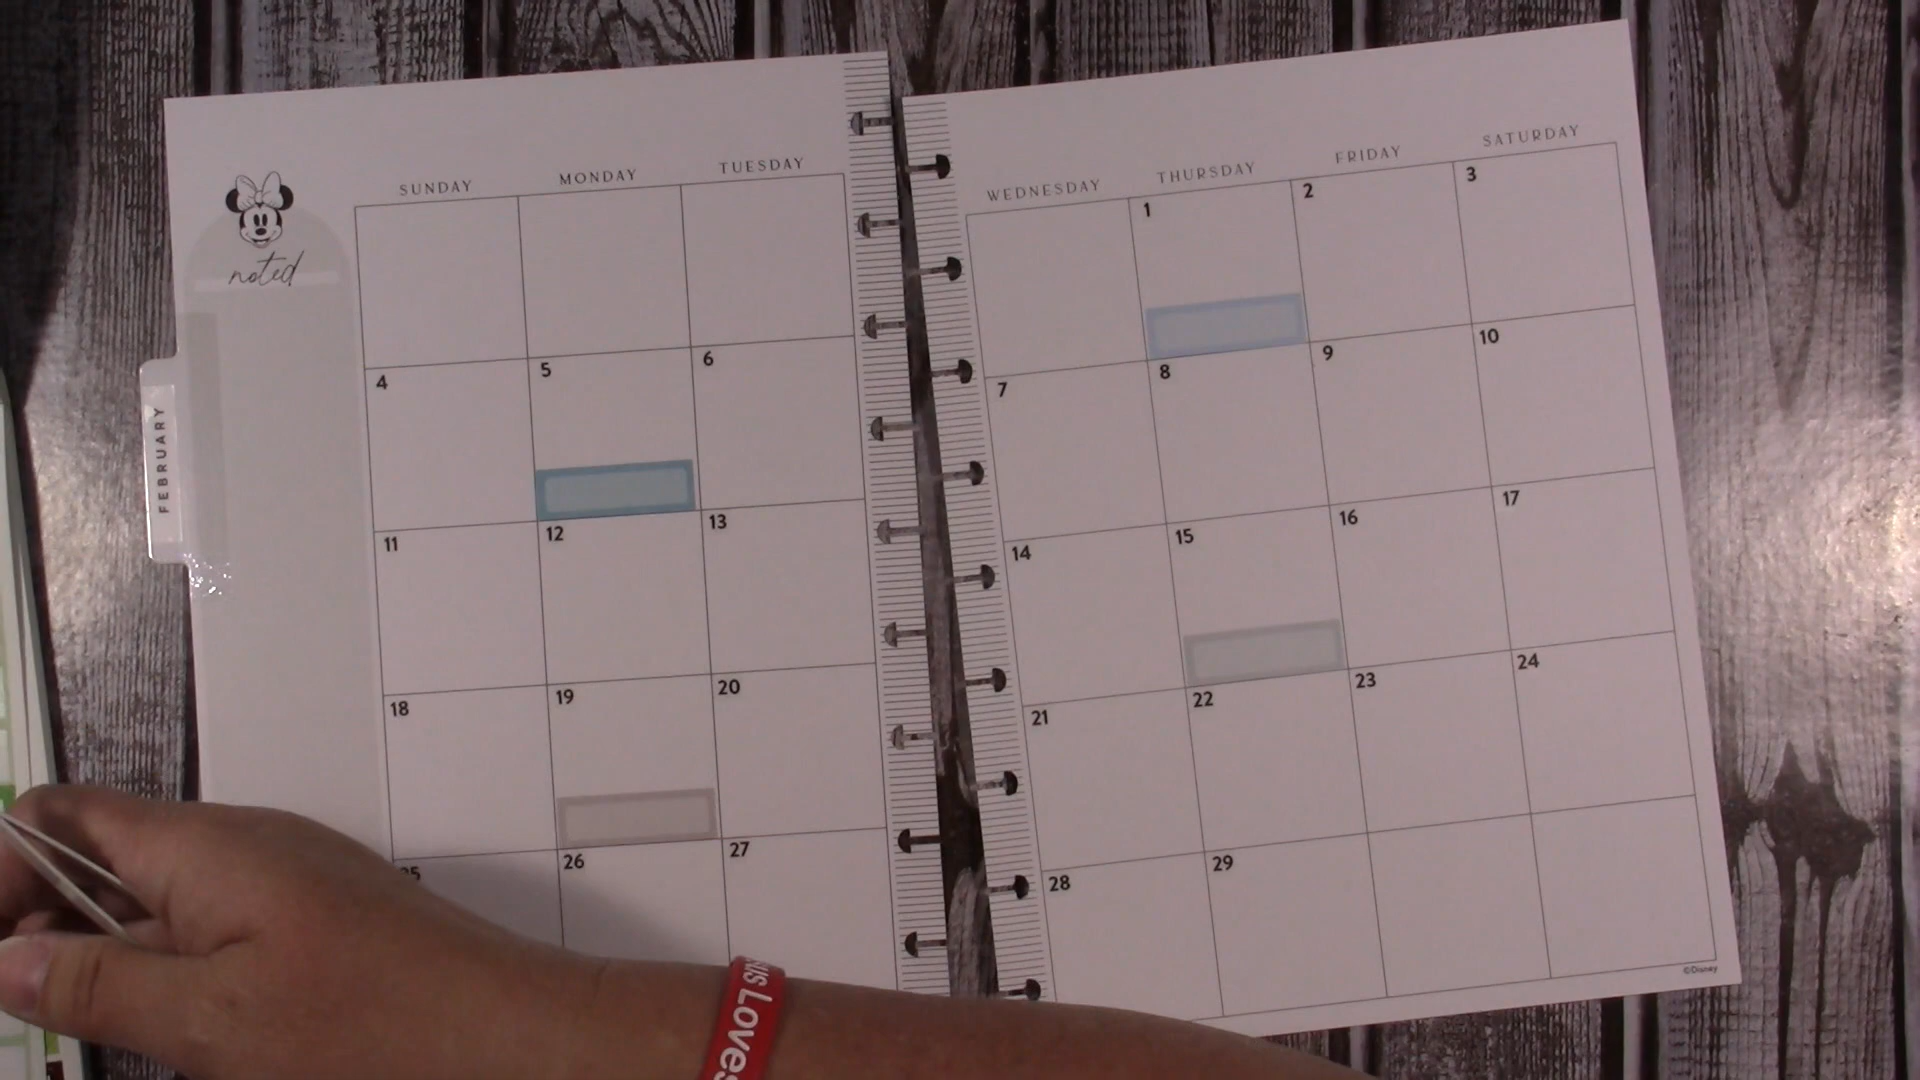 SUNDAY MONDAY TUESDAY
noted
FEBRUARY
4 5 6
11 12 13
18 19 20
25 26 27
WEDNESDAY THURSDAY FRIDAY SATURDAY
1 2 3
7 8 9 10
14 15 16 17
21 22 23 24
28 29
©Disney
Loves